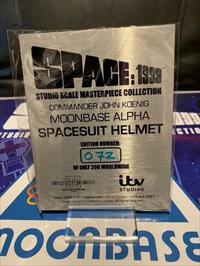 SPACE: 1999
STUDIO SCALE MASTERPIECE COLLECTION
COMMANDER JOHN KOENIG
MOONBASE ALPHA
SPACESUIT HELMET
EDITION NUMBER:
072
OF ONLY 200 WORLDWIDE
itv
STUDIOS
MOONBASE